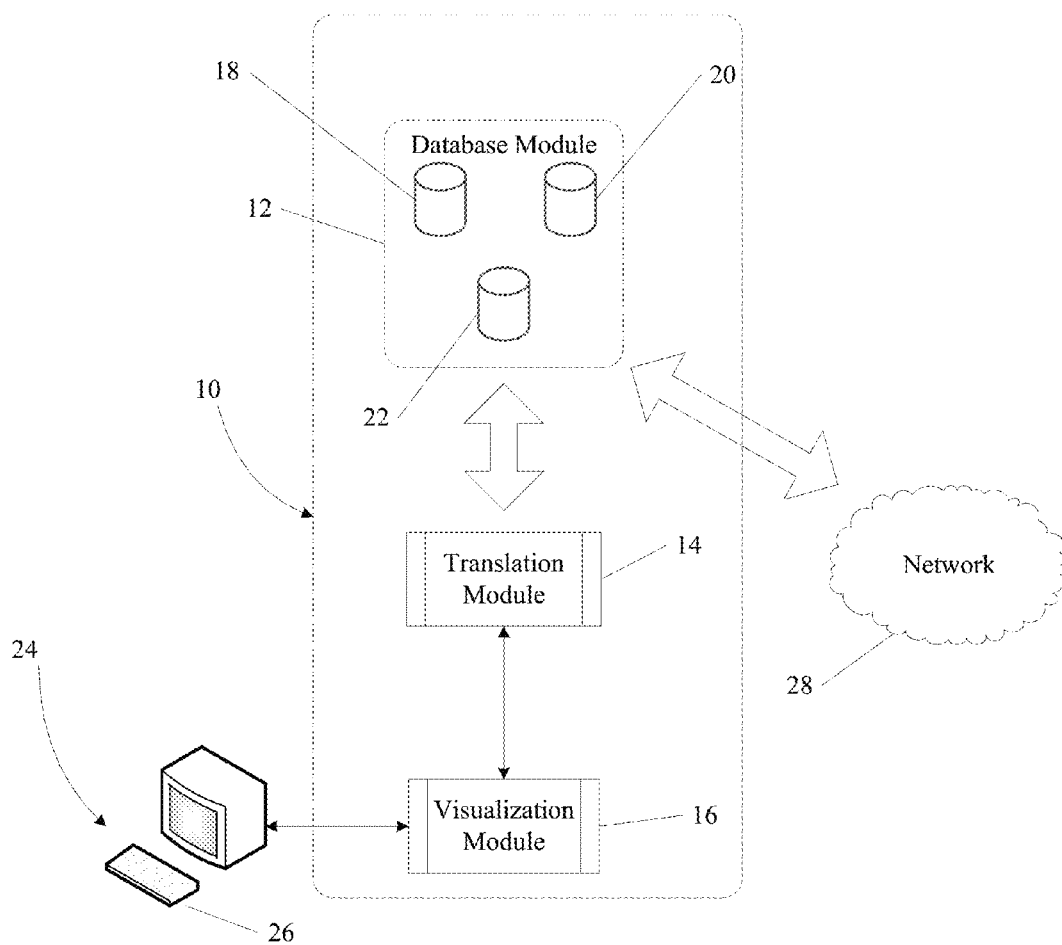 18
20
Database Module
12
22
10
Translation
Module
14
Network
28
24
Visualization
Module
16
26